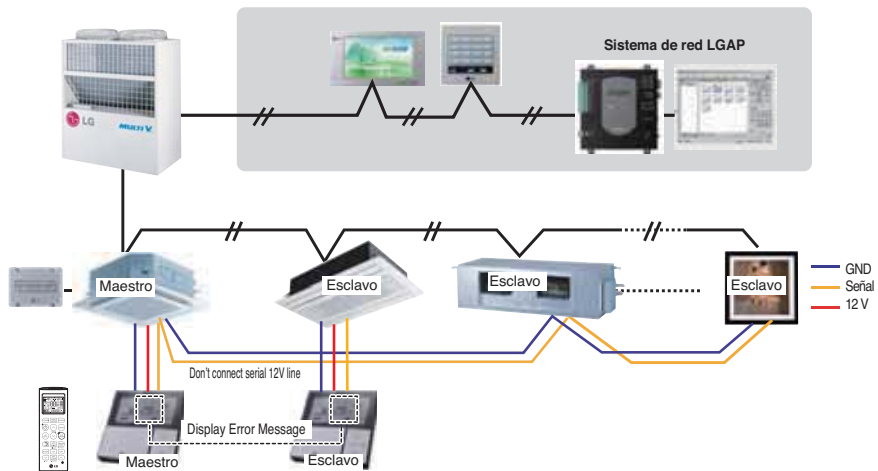 Sistema de red LGAP
LG
MULTI V
Maestro
Esclavo
Esclavo
Esclavo
GND
Señal
12 V
Don't connect serial 12V line
Display Error Message
Maestro
Esclavo
LG